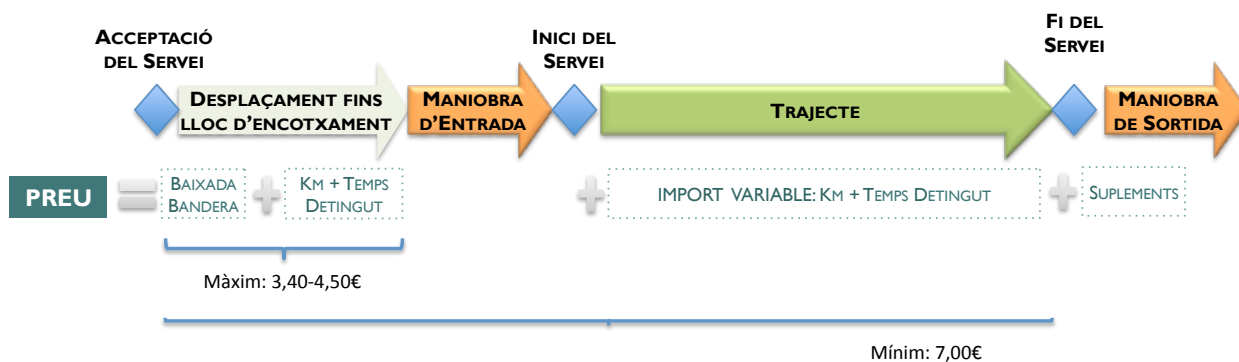 ACCEPTACIÓ
DEL SERVEI
INICI DEL
SERVEI
FI DEL
SERVEI
DESPLAÇAMENT FINS
LLOC D'ENCOTXAMENT
MANIOBRA
D'ENTRADA
TRAJECTE
MANIOBRA
DE SORTIDA
PREU
BAIXADA
BANDERA
KM + TEMPS
DETINGUT
IMPORT VARIABLE: KM + TEMPS DETINGUT
SUPLEMENTS
Màxim: 3,40-4,50€
Mínim: 7,00€